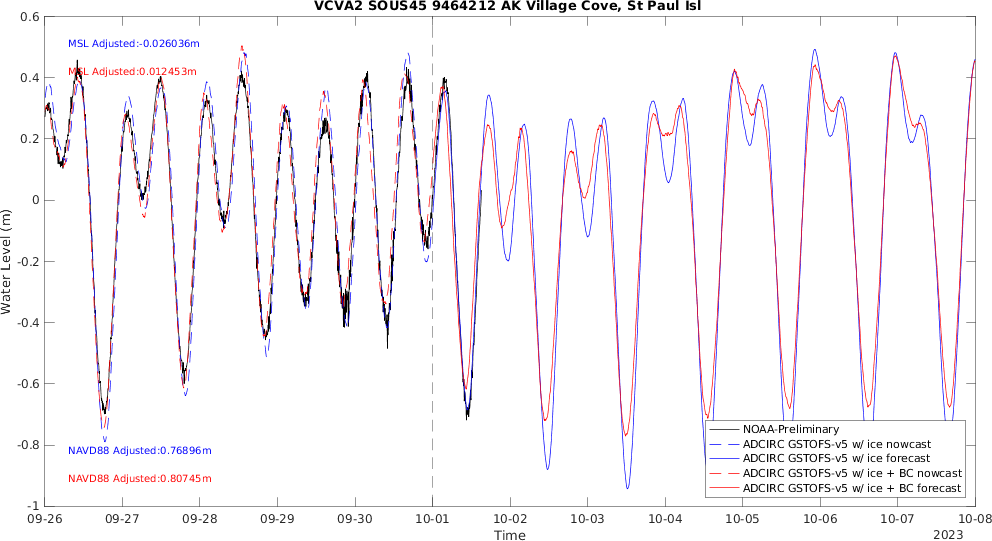 VCVA2 SOUS45 9464212 AK Village Cove, St Paul Isl
0.6
0.4
0.2
0
-0.2
-0.4
-0.6
-0.8
-1
Water Level (m)
MSL Adjusted:-0.026036m
MSL Adjusted:0.012453m
NAVD88 Adjusted:0.76896m
NAVD88 Adjusted:0.80745m
NOAA-Preliminary
ADCIRC GSTOFS-v5 w/ ice nowcast
ADCIRC GSTOFS-v5 w/ ice forecast
ADCIRC GSTOFS-v5 w/ ice + BC nowcast
ADCIRC GSTOFS-v5 w/ ice + BC forecast
09-26 09-27 09-28 09-29 09-30 10-01 10-02 10-03 10-04 10-05 10-06 10-07 10-08
Time
2023